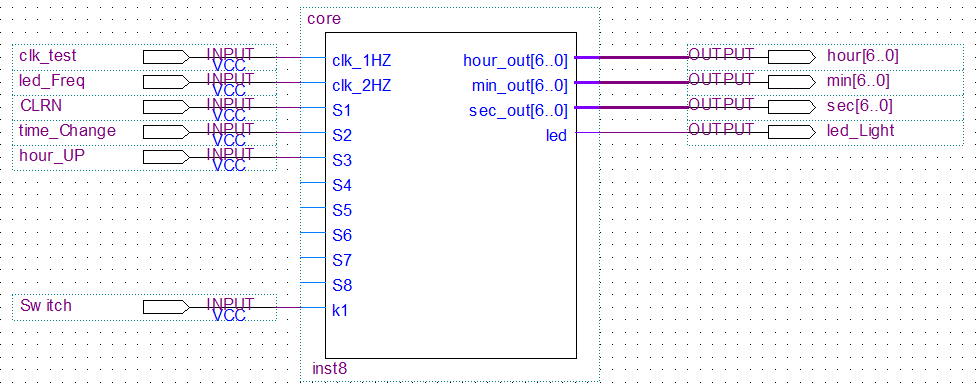 core
clk_test INPUT VCC clk_1HZ hour_out[6..0] OUTPUT hour[6..0]
led_Freq INPUT VCC clk_2HZ min_out[6..0] OUTPUT min[6..0]
CLRN INPUT VCC S1 sec_out[6..0] OUTPUT sec[6..0]
time_Change INPUT VCC S2 led OUTPUT led_Light
hour_UP INPUT VCC S3
S4
S5
S6
S7
S8
Switch INPUT VCC k1
inst8